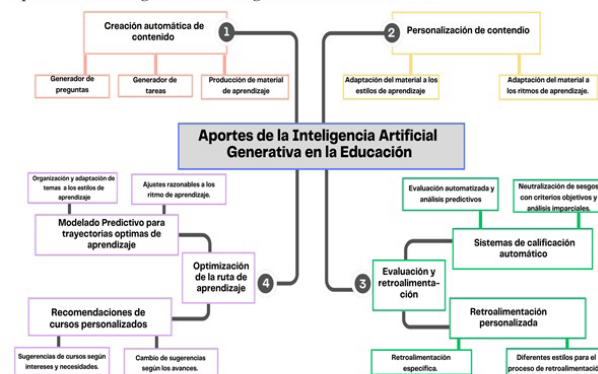 Creación automática de
contenido
1
Generador de
preguntas
Generador de
tareas
Producción de material
de aprendizaje
2
Personalización de contendio
Adaptación del material a los
estilos de aprendizaje
Adaptación del material a
los ritmos de aprendizaje.
Aportes de la Inteligencia Artificial
Generativa en la Educación
Organización y adaptación de
temas a los estilos de
aprendizaje
Ajustes razonables a los
ritmo de aprendizaje.
Modelado Predictivo para
trayectorias optimas de
aprendizaje
Optimización
de la ruta de
aprendizaje
4
Recomendaciones de
cursos personalizados
Sugerencias de cursos según
intereses y necesidades.
Cambio de sugerencias
según los avances.
Evaluación automatizada y
análisis predictivos
Neutralización de sesgos
con criterios objetivos y
análisis imparciales.
Sistemas de calificación
automático
3
Evaluación y
retroalimenta-
ción
Retroalimentación
personalizada
Retroalimentación
específica.
Diferentes estilos para el
proceso de retroalimentación